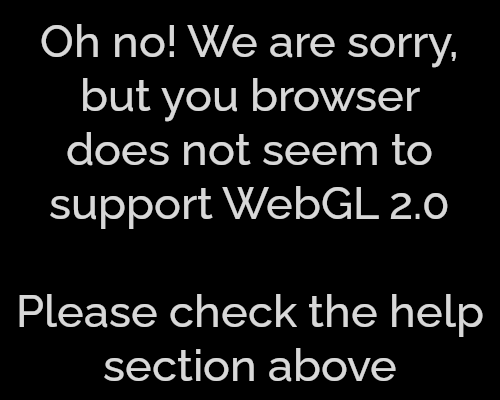 Oh no! We are sorry,
but you browser
does not seem to
support WebGL 2.0
Please check the help
section above